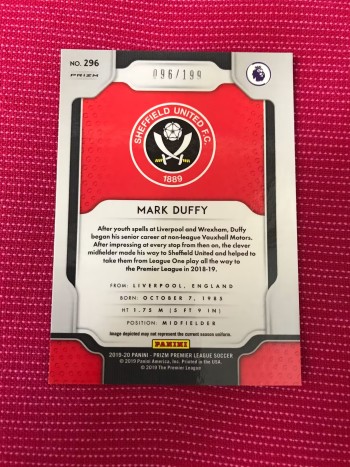 NO. 296
PRIZM
096/199
SHEFFIELD UNITED F.C.
1889
MARK DUFFY
After youth spells at Liverpool and Wrexham, Duffy
began his senior career at non-league Vauxhall Motors.
After impressing at every stop from then on, the clever
midfielder made his way to Sheffield United and helped to
take them from League One play all the way to
the Premier League in 2018-19.
FROM: LIVERPOOL, ENGLAND
BORN: OCTOBER 7, 1985
HT 1.75 M (5 FT 9 IN)
POSITION: MIDFIELDER
Image depicted may not represent the current season uniform.
PANINI
2019-20 PANINI - PRIZM PREMIER LEAGUE SOCCER
© 2019 Panini America, Inc. Printed in the USA.
© 2019 The Premier League